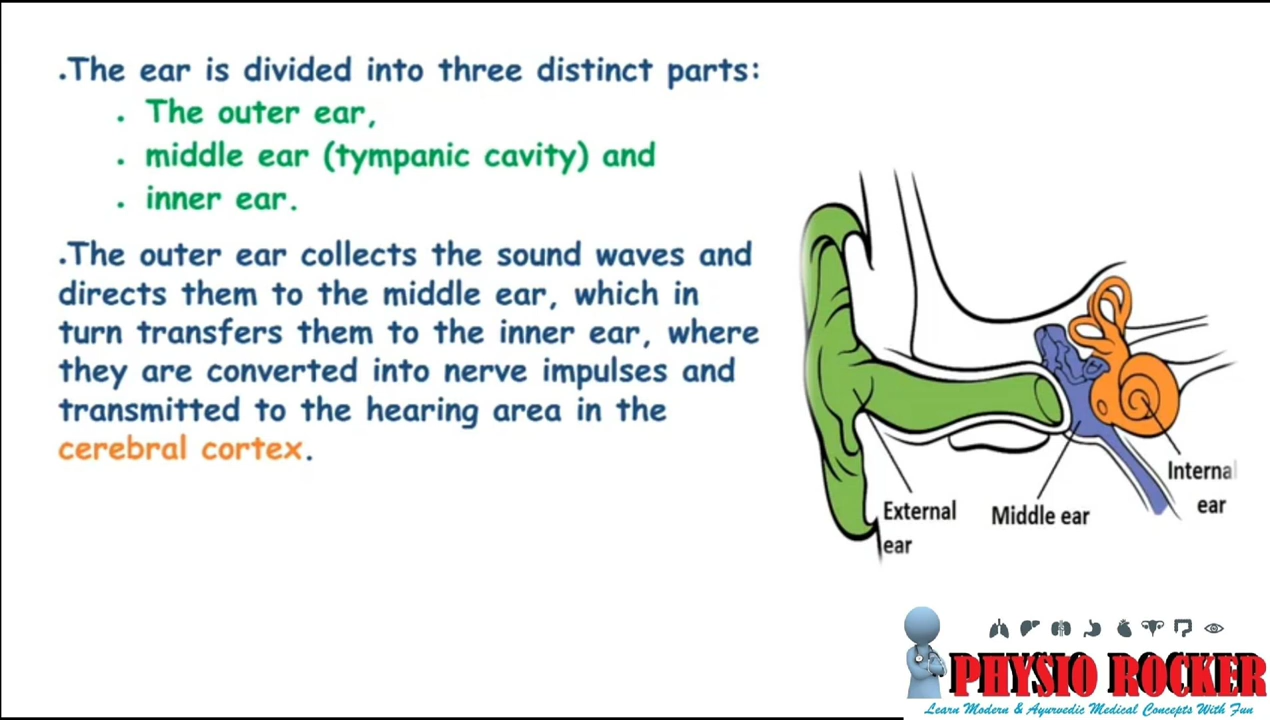 .The ear is divided into three distinct parts:
. The outer ear,
. middle ear (tympanic cavity) and
. inner ear.
.The outer ear collects the sound waves and
directs them to the middle ear, which in
turn transfers them to the inner ear, where
they are converted into nerve impulses and
transmitted to the hearing area in the
cerebral cortex.
External
ear
Middle ear
Internal
ear
PHYSIO ROCKER
Learn Modern & Ayurvedic Medical Concepts With Fun